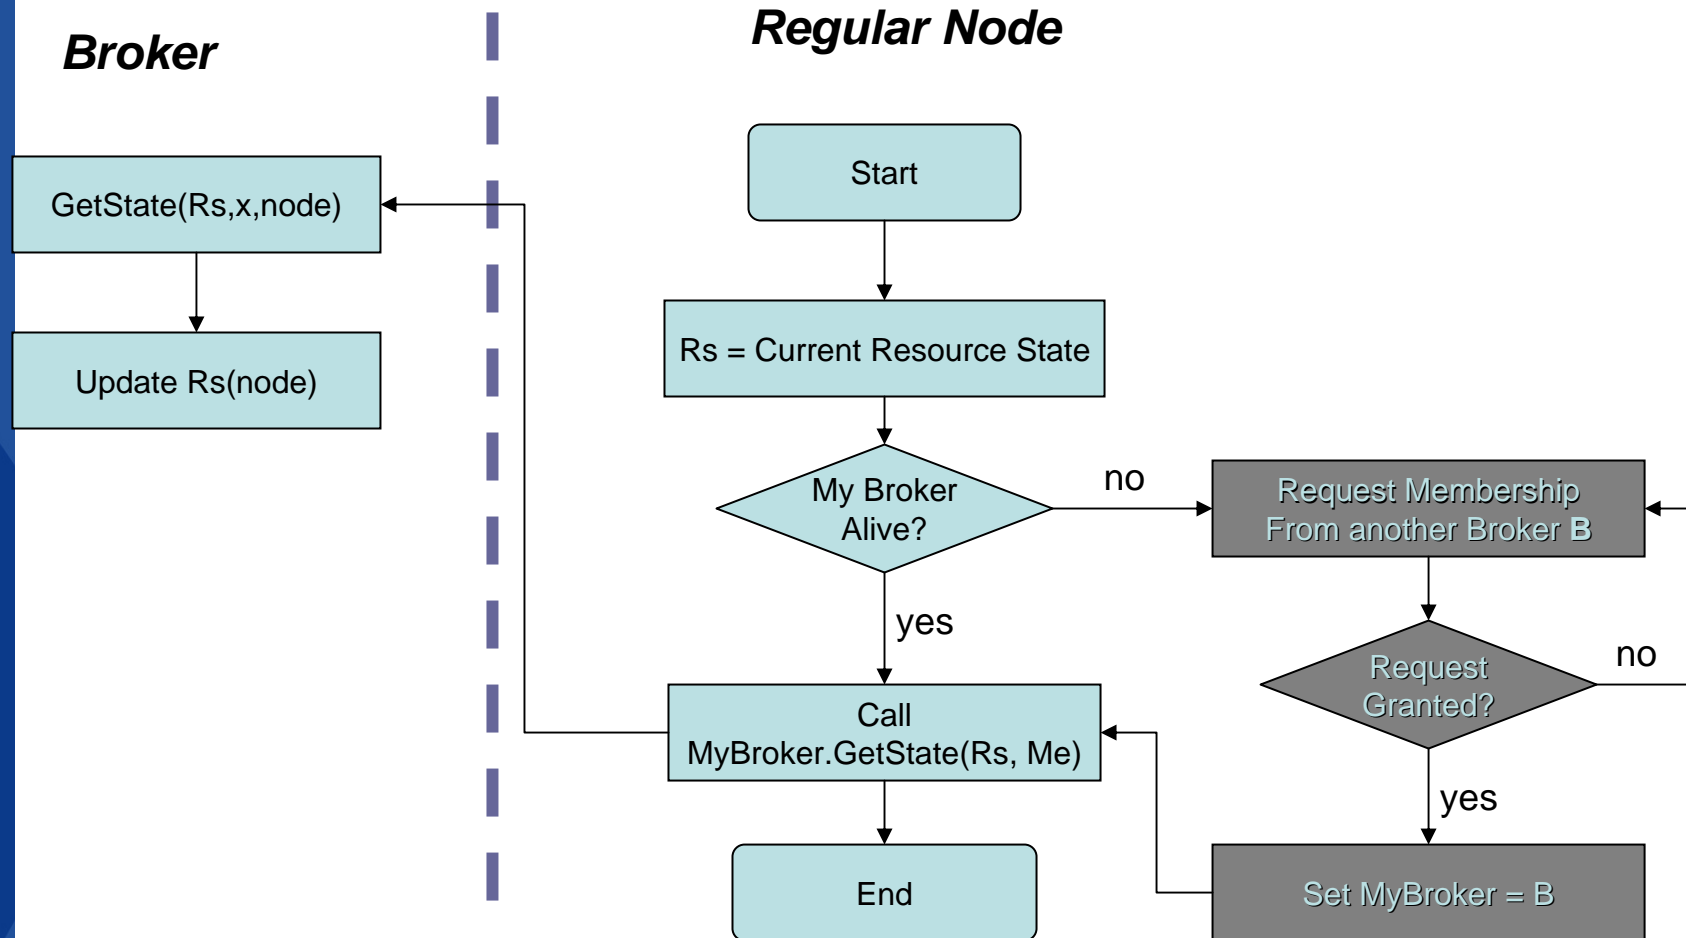 Broker
Regular Node
GetState(Rs,x,node)
Update Rs(node)
Start
Rs = Current Resource State
My Broker
Alive?
no
yes
Request Membership
From another Broker B
Request
Granted?
no
yes
Set MyBroker = B
Call
MyBroker.GetState(Rs, Me)
End